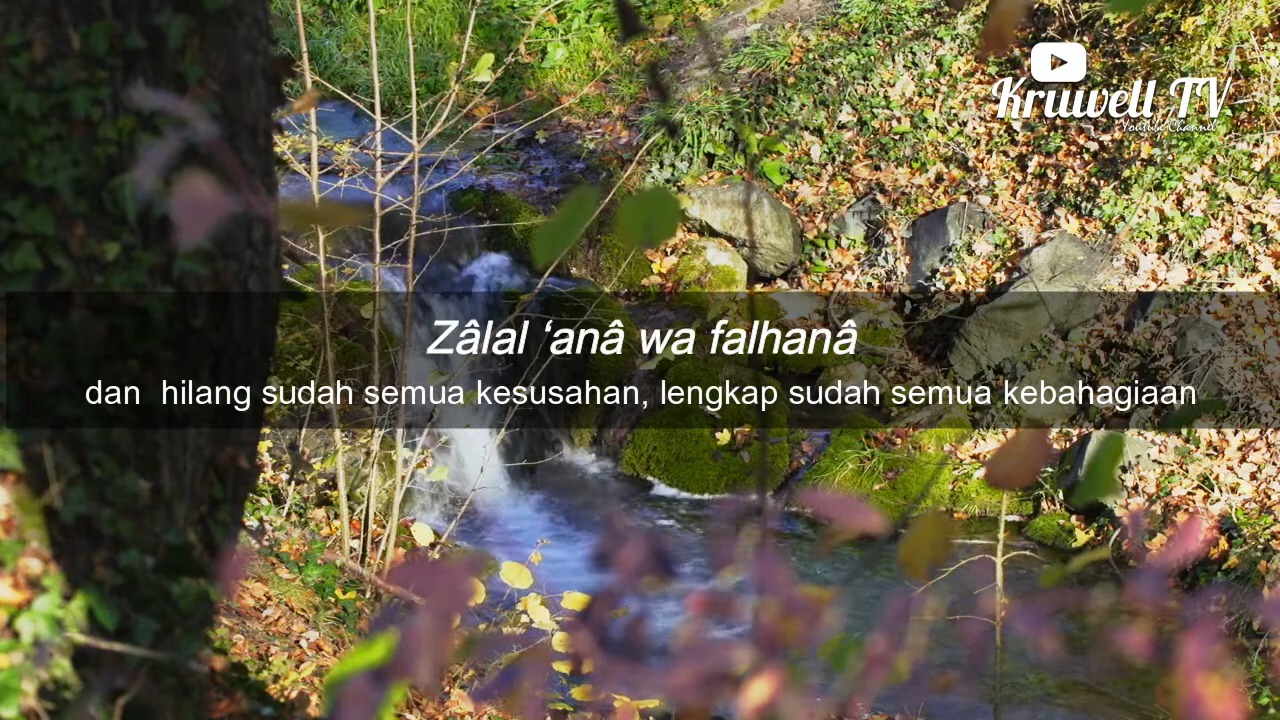 Kruwell TV
Youtube Channel
Zâlal ‘anâ wa falhanâ
dan  hilang sudah semua kesusahan, lengkap sudah semua kebahagiaan